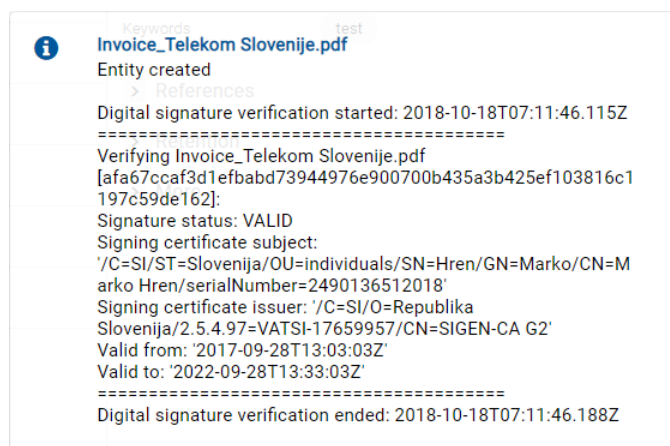 Keywords test
Invoice_Telekom Slovenije.pdf
Entity created
References
Digital signature verification started: 2018-10-18T07:11:46.115Z
========================================
Retention
Verifying Invoice_Telekom Slovenije.pdf
[afa67ccaf3d1efbabd73944976e900700b435a3b425ef103816c1
197c59de162]:
Signature status: VALID
Signing certificate subject:
'/C=SI/ST=Slovenija/OU=individuals/SN=Hren/GN=Marko/CN=M
arko Hren/serialNumber=2490136512018'
Signing certificate issuer: '/C=SI/O=Republika
Slovenija/2.5.4.97=VATSI-17659957/CN=SIGEN-CA G2'
Valid from: '2017-09-28T13:03:03Z'
Valid to: '2022-09-28T13:33:03Z'
========================================
Digital signature verification ended: 2018-10-18T07:11:46.188Z